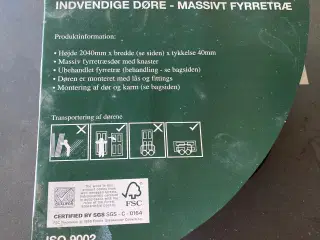 INDVENDIGE DØRE - MASSIVT FYRRETRÆ
Produktinformation:
• Højde 2040mm x bredde (se siden) x tykkelse 40mm
• Massiv fyrretræsdør med knaster
• Ubehandlet fyrretræ (behandling - se bagsiden)
• Døren er monteret med lås og fittings
• Montering af dør og karm (se bagsiden)
Transportering af dørene
FSC
CERTIFIED BY SGS SGS - C - 0164
ISO 9002